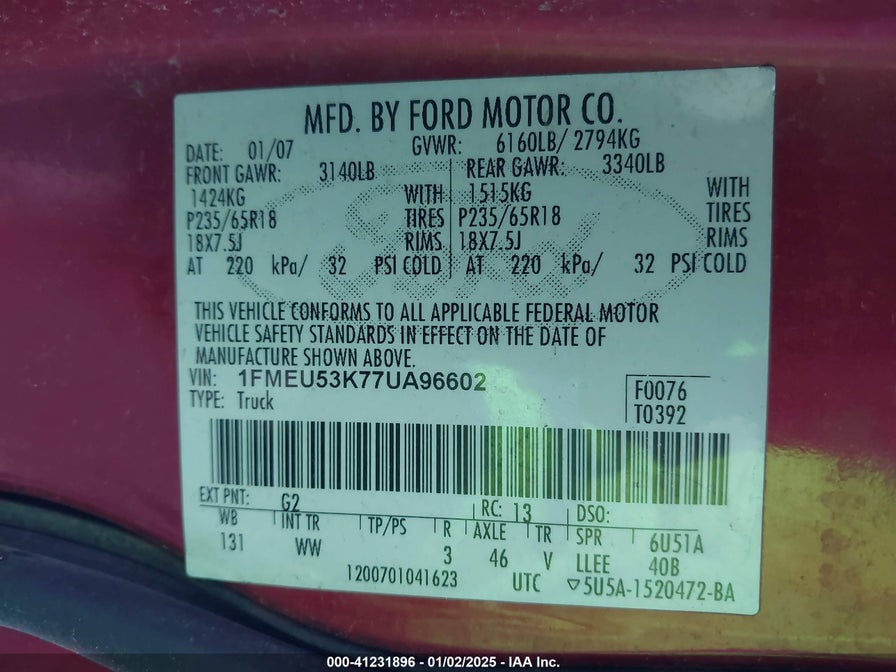 MFD. BY FORD MOTOR CO.
DATE: 01/07 GVWR: 6160LB/ 2794KG
FRONT GAWR: 3140LB REAR GAWR: 3340LB
1424KG WITH 1515KG WITH
P235/65R18 TIRES P235/65R18 TIRES
18X7.5J RIMS 18X7.5J RIMS
AT 220 kPa/ 32 PSI COLD AT 220 kPa/ 32 PSI COLD
THIS VEHICLE CONFORMS TO ALL APPLICABLE FEDERAL MOTOR
VEHICLE SAFETY STANDARDS IN EFFECT ON THE DATE OF
MANUFACTURE SHOWN ABOVE.
VIN: 1FMEU53K77UA96602
TYPE: Truck
F0076
T0392
EXT PNT: G2 RC: 13 DSO:
WB INT TR TP/PS R AXLE TR SPR 6U51A
131 WW 3 46 V LLEE 40B
1200701041623 UTC ▽5U5A-1520472-BA
Ford
000-41231896 - 01/02/2025 - IAA Inc.